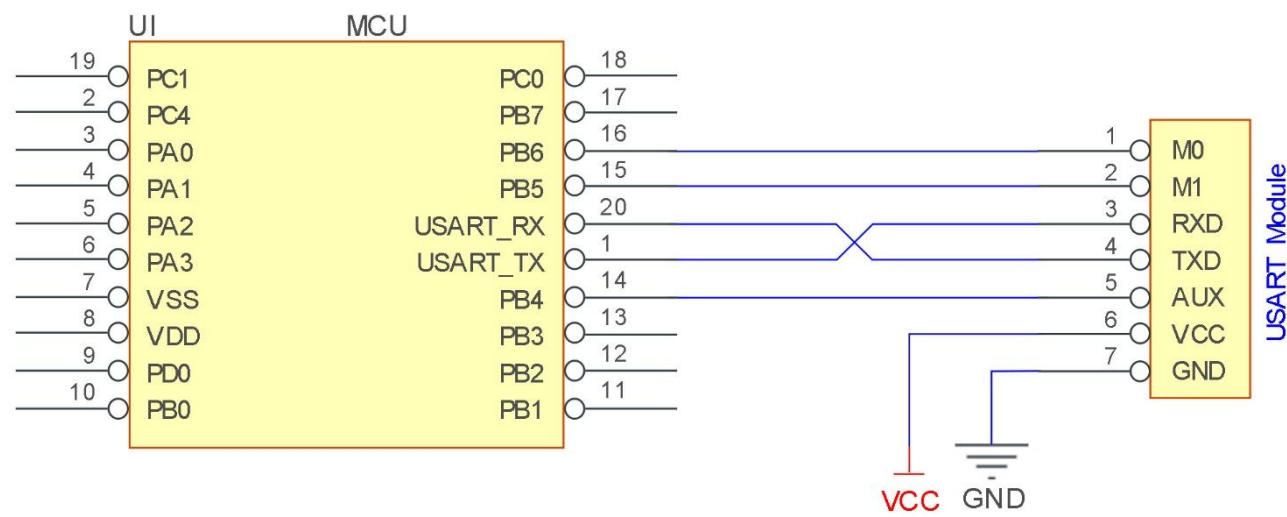 UI MCU
19 PC1 PC0 18
2 PC4 PB7 17
3 PA0 PB6 16 1 M0
4 PA1 PB5 15 2 M1
5 PA2 USART_RX 20 3 RXD
6 PA3 USART_TX 1 4 TXD
7 VSS PB4 14 5 AUX
8 VDD PB3 13 6 VCC
9 PD0 PB2 12 7 GND
10 PB0 PB1 11
USART Module
VCC GND